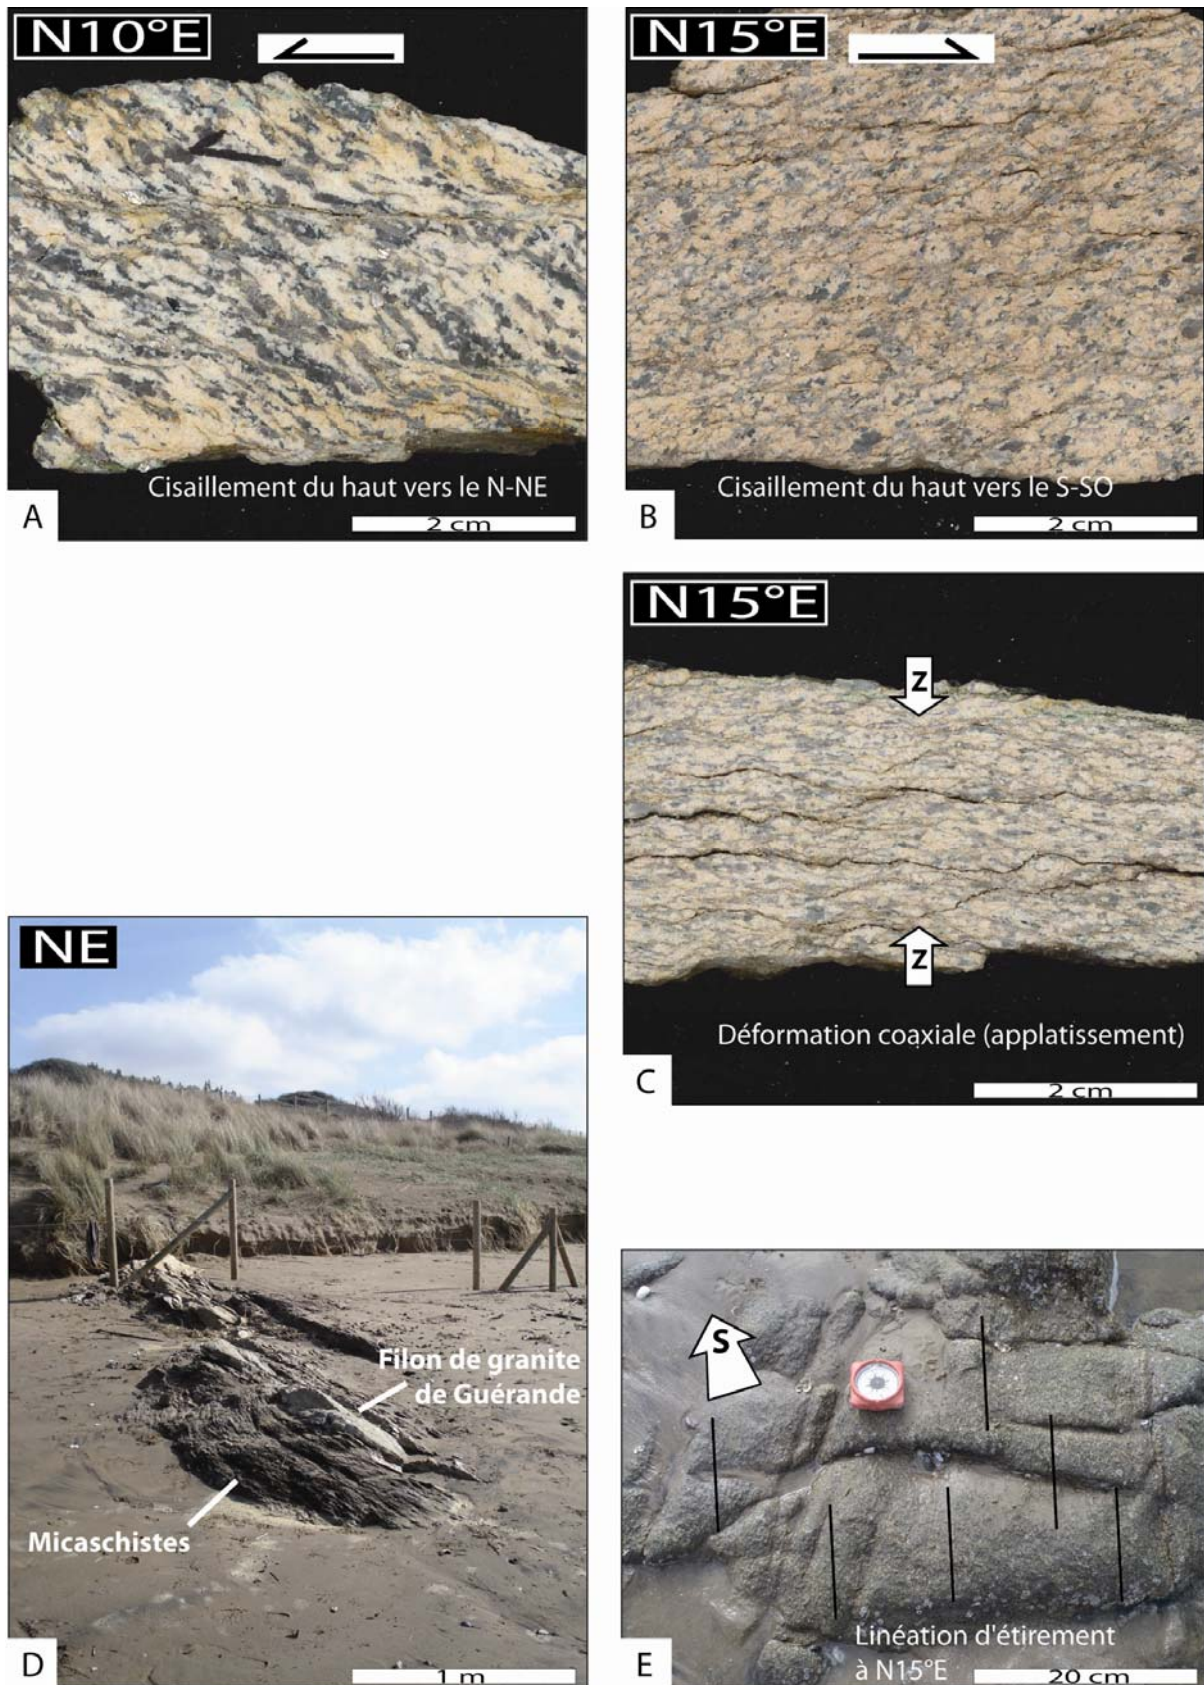 N10°E
Cisaillement du haut vers le N-NE
A
2 cm
N15°E
Cisaillement du haut vers le S-SO
B
2 cm
N15°E
Z
Z
Déformation coaxiale (applatissement)
C
2 cm
NE
Filon de granite
de Guérande
Micaschistes
D
1 m
S
Linéation d'étirement
à N15°E
E
20 cm